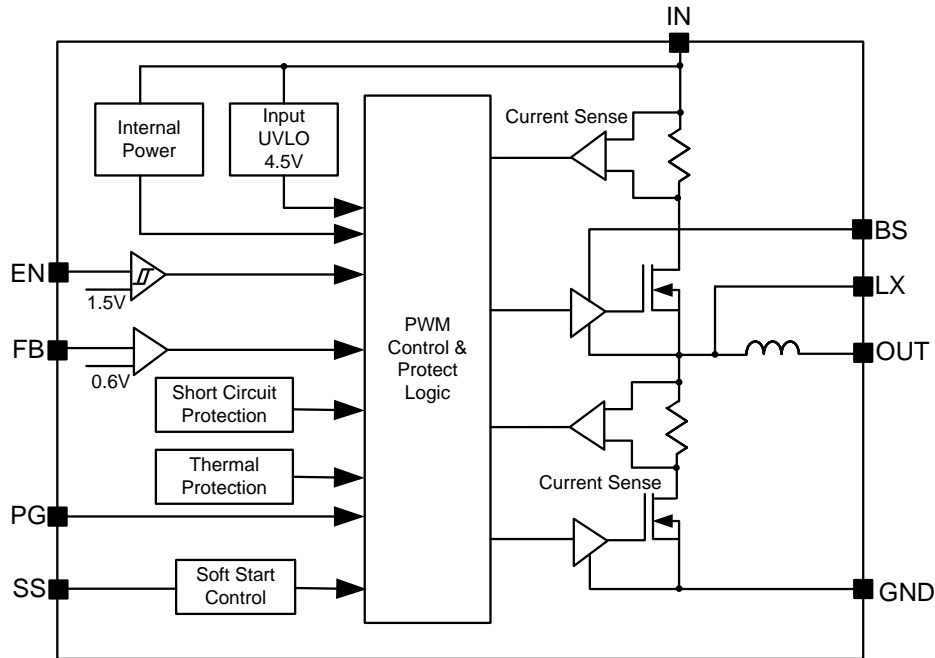 IN
Internal
Power
Input
UVLO
4.5V
Current Sense
BS
EN
1.5V
LX
FB
0.6V
PWM
Control &
Protect
Logic
OUT
Short Circuit
Protection
Thermal
Protection
Current Sense
PG
SS
Soft Start
Control
GND